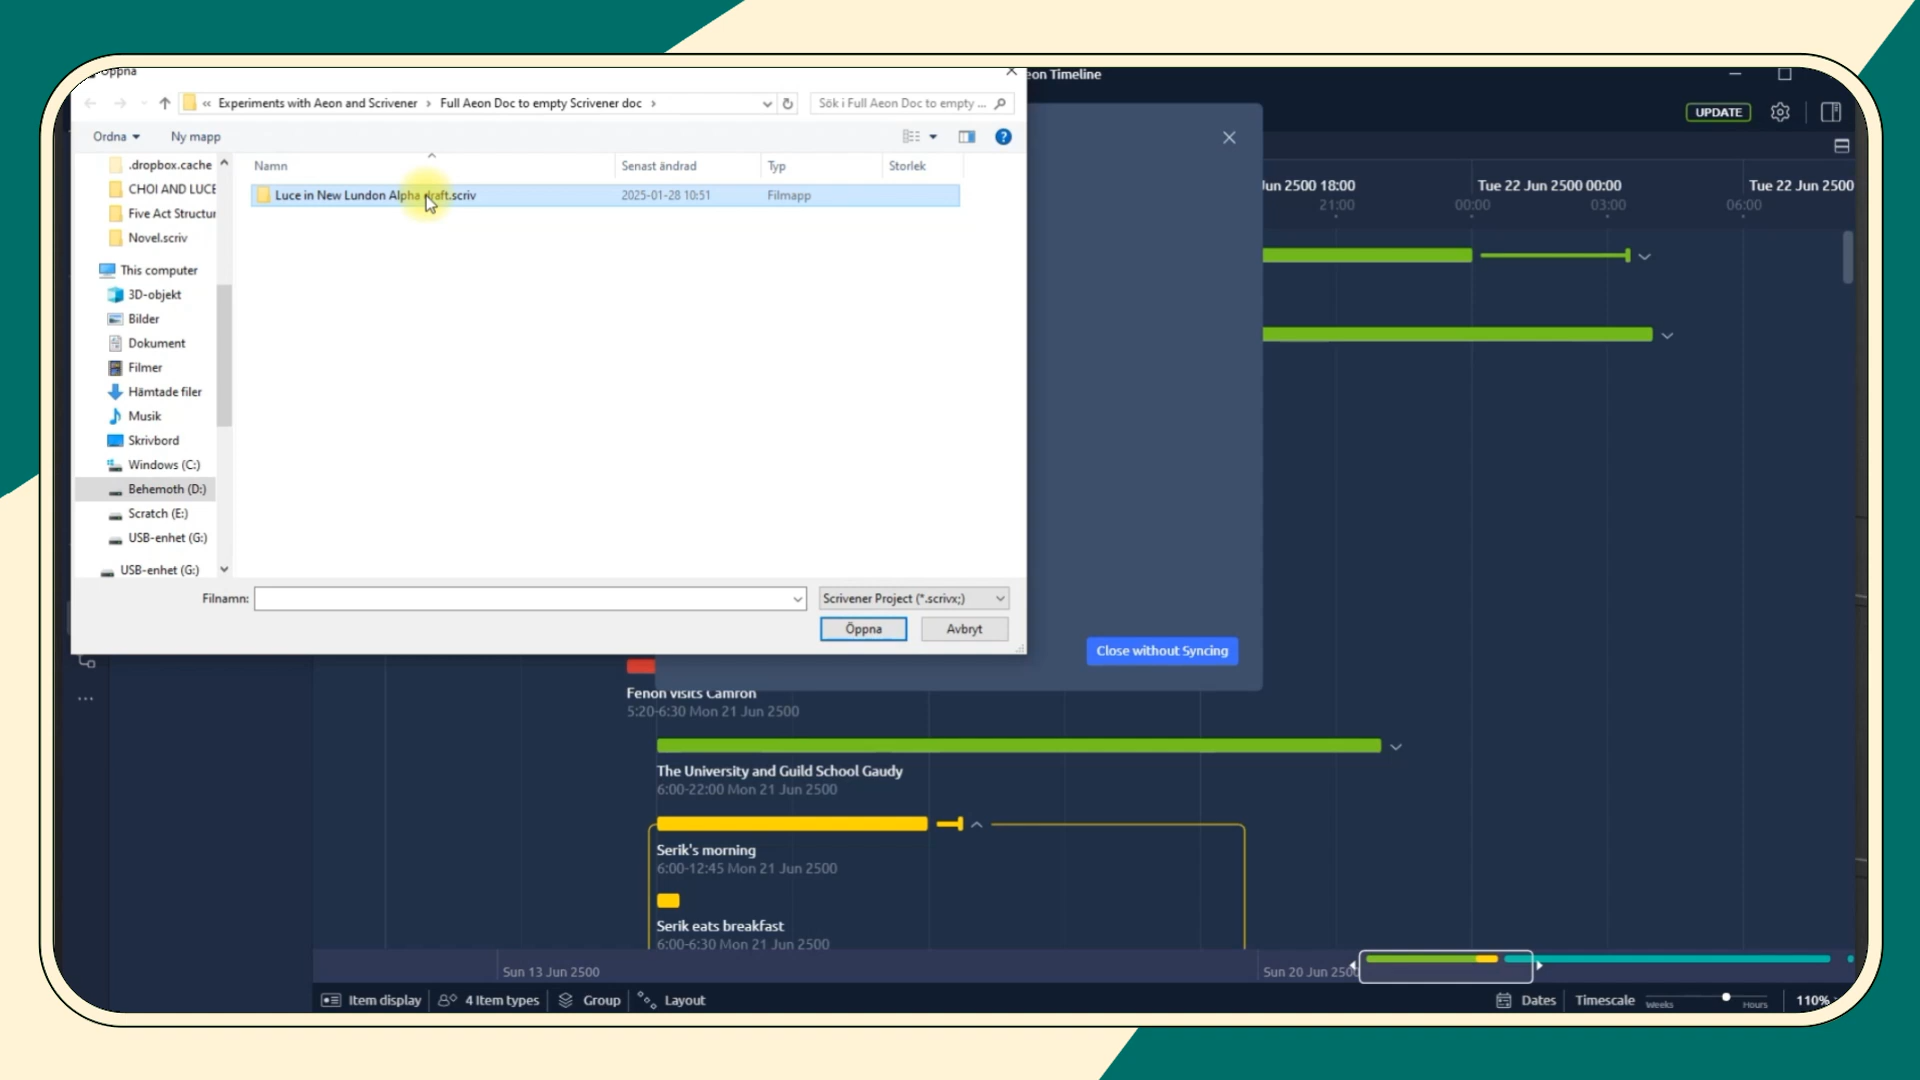 Öppna
eon Timeline
« Experiments with Aeon and Scrivener › Full Aeon Doc to empty Scrivener doc ›
Sök i Full Aeon Doc to empty ...
UPDATE
Ordna
Ny mapp
Namn
Senast ändrad
Typ
Storlek
.dropbox.cache
CHOI AND LUCE
Five Act Structur
Novel.scriv
This computer
3D-objekt
Bilder
Dokument
Filmer
Hämtade filer
Musik
Skrivbord
Windows (C:)
Behemoth (D:)
Scratch (E:)
USB-enhet (G:)
USB-enhet (G:)
Luce in New Lundon Alpha draft.scriv
2025-01-28 10:51
Filmapp
Filnamn:
Scrivener Project (*.scrivx;)
Öppna
Avbryt
Jun 2500 18:00
Tue 22 Jun 2500 00:00
Tue 22 Jun 2500
21:00
00:00
03:00
06:00
Close without Syncing
Fenon visits Camron
5:20-6:30 Mon 21 Jun 2500
The University and Guild School Gaudy
6:00-22:00 Mon 21 Jun 2500
Serik's morning
6:00-12:45 Mon 21 Jun 2500
Serik eats breakfast
6:00-6:30 Mon 21 Jun 2500
Sun 13 Jun 2500
Sun 20 Jun 2500
Item display
4 Item types
Group
Layout
Dates
Timescale
Weeks
Hours
110%